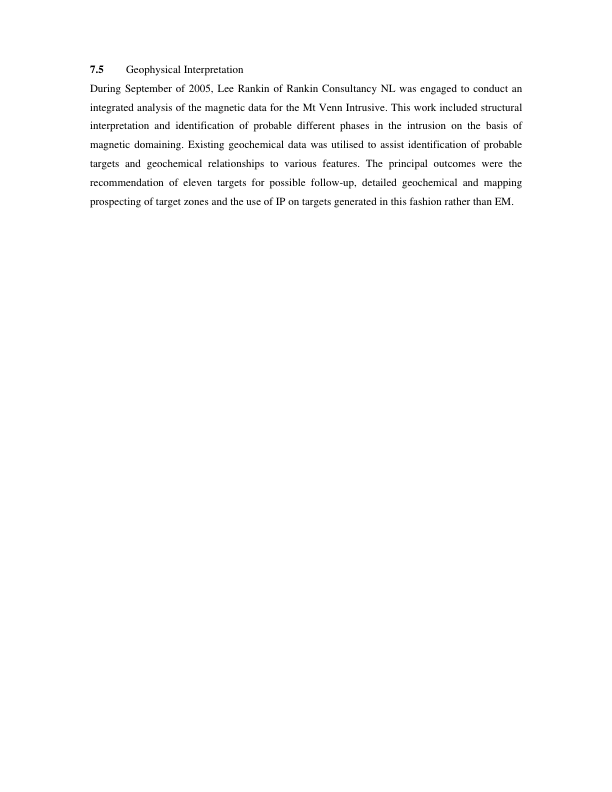 7.5 Geophysical Interpretation
During September of 2005, Lee Rankin of Rankin Consultancy NL was engaged to conduct an
integrated analysis of the magnetic data for the Mt Venn Intrusive. This work included structural
interpretation and identification of probable different phases in the intrusion on the basis of
magnetic domaining. Existing geochemical data was utilised to assist identification of probable
targets and geochemical relationships to various features. The principal outcomes were the
recommendation of eleven targets for possible follow-up, detailed geochemical and mapping
prospecting of target zones and the use of IP on targets generated in this fashion rather than EM.